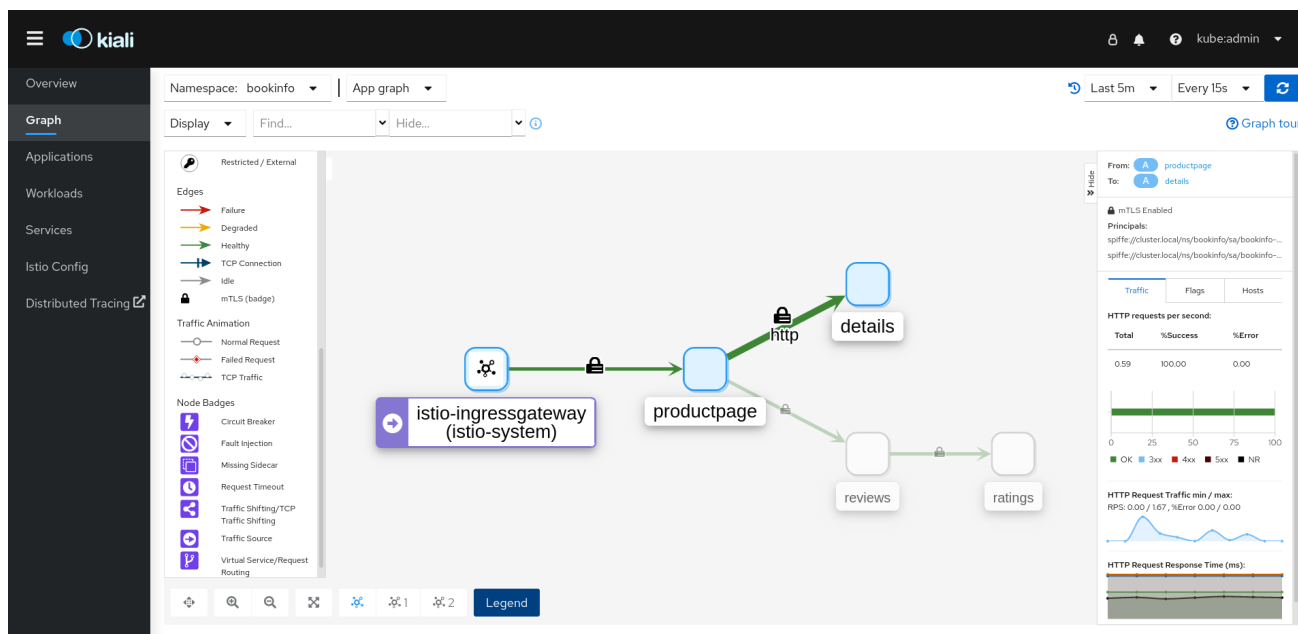 kiali
kube:admin
Overview
Graph
Applications
Workloads
Services
Istio Config
Distributed Tracing
Namespace: bookinfo
App graph
Last 5m
Every 15s
Display
Find...
Hide...
Graph tour
Restricted / External
Edges
Failure
Degraded
Healthy
TCP Connection
Idle
mTLS (badge)
Traffic Animation
Normal Request
Failed Request
TCP Traffic
Node Badges
Circuit Breaker
Fault Injection
Missing Sidecar
Request Timeout
Traffic Shifting/TCP
Traffic Shifting
Traffic Source
Virtual Service/Request
Routing
1
2
Legend
istio-ingressgateway
(istio-system)
productpage
http
details
reviews
ratings
Hide
From: A productpage
To: A details
mTLS Enabled
Principals:
spiffe://cluster.local/ns/bookinfo/sa/bookinfo-...
spiffe://cluster.local/ns/bookinfo/sa/bookinfo-...
Traffic Flags Hosts
HTTP requests per second:
Total %Success %Error
0.59 100.00 0.00
0 25 50 75 100
OK 3xx 4xx 5xx NR
HTTP Request Traffic min / max:
RPS: 0.00 / 1.67 , %Error 0.00 / 0.00
HTTP Request Response Time (ms):